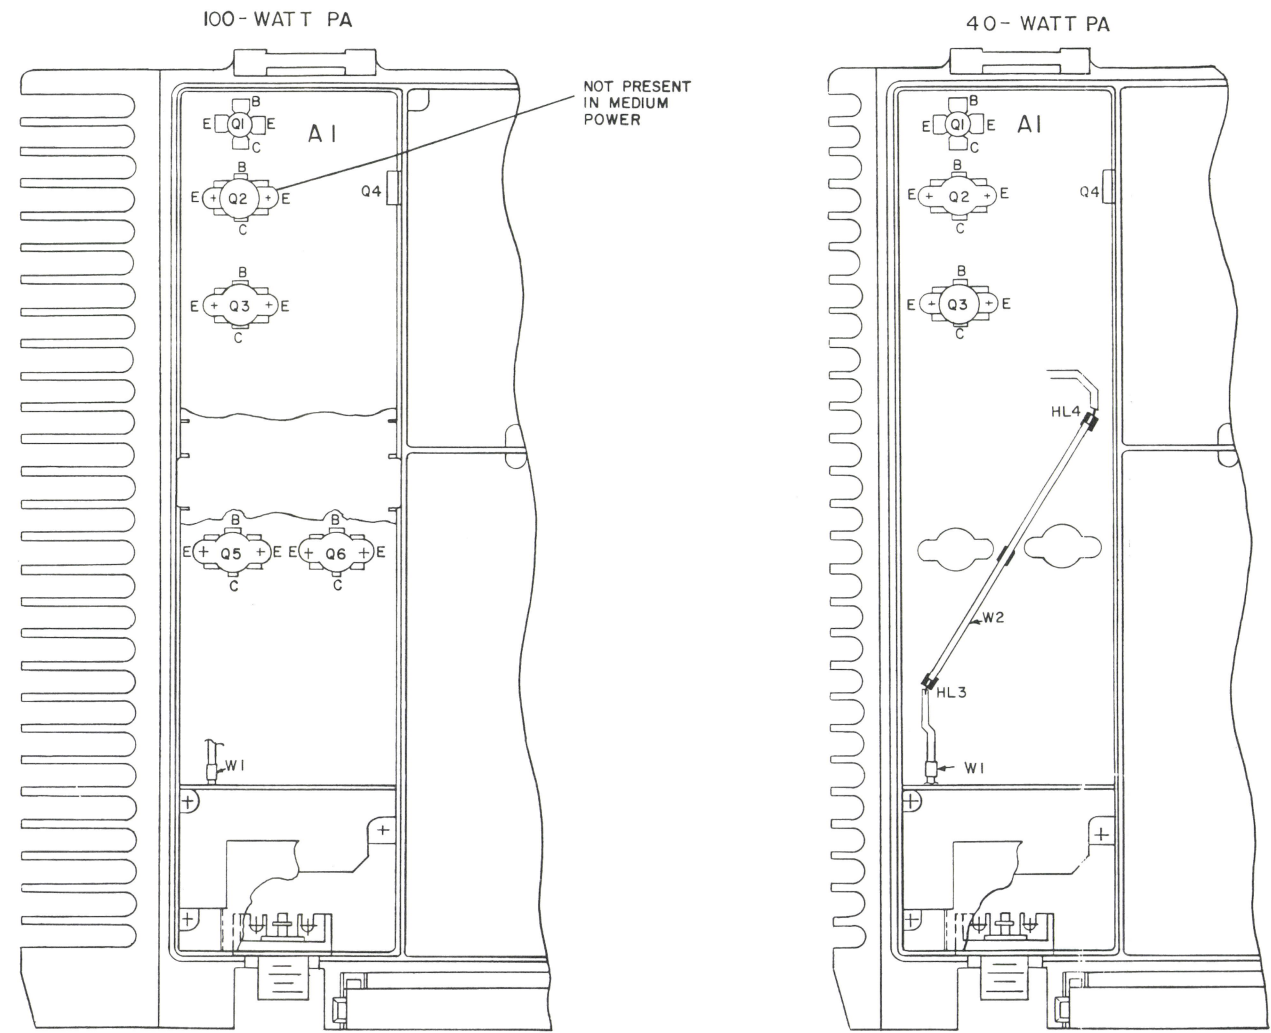 100-WATT PA
NOT PRESENT
IN MEDIUM
POWER
B
E Q1 E
C
A1
B
E Q2 E
C
Q4
B
E Q3 E
C
B
E Q5 E
C
B
E Q6 E
C
W1
40-WATT PA
B
E Q1 E
C
A1
B
E Q2 E
C
Q4
B
E Q3 E
C
HL4
W2
HL3
W1